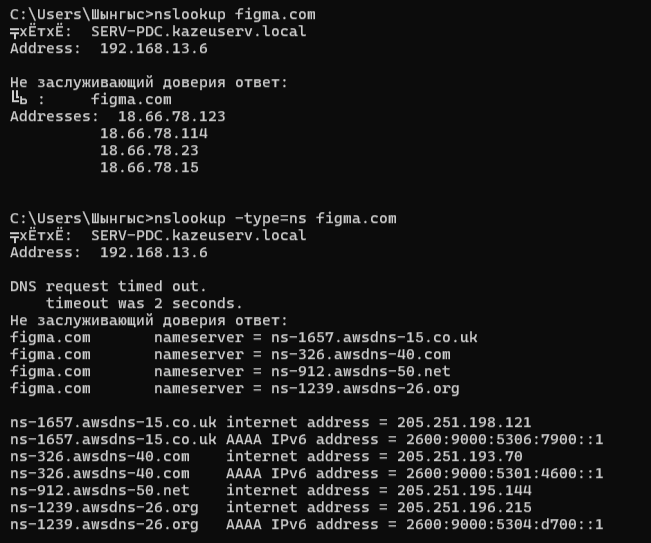 C:\Users\Шынгыс>nslookup figma.com
╤хЁтхЁ:  SERV-PDC.kazeuserv.local
Address:  192.168.13.6

Не заслуживающий доверия ответ:
╚ь :     figma.com
Addresses:  18.66.78.123
          18.66.78.114
          18.66.78.23
          18.66.78.15

C:\Users\Шынгыс>nslookup -type=ns figma.com
╤хЁтхЁ:  SERV-PDC.kazeuserv.local
Address:  192.168.13.6

DNS request timed out.
    timeout was 2 seconds.
Не заслуживающий доверия ответ:
figma.com       nameserver = ns-1657.awsdns-15.co.uk
figma.com       nameserver = ns-326.awsdns-40.com
figma.com       nameserver = ns-912.awsdns-50.net
figma.com       nameserver = ns-1239.awsdns-26.org

ns-1657.awsdns-15.co.uk internet address = 205.251.198.121
ns-1657.awsdns-15.co.uk AAAA IPv6 address = 2600:9000:5306:7900::1
ns-326.awsdns-40.com    internet address = 205.251.193.70
ns-326.awsdns-40.com    AAAA IPv6 address = 2600:9000:5301:4600::1
ns-912.awsdns-50.net    internet address = 205.251.195.144
ns-1239.awsdns-26.org   internet address = 205.251.196.215
ns-1239.awsdns-26.org   AAAA IPv6 address = 2600:9000:5304:d700::1